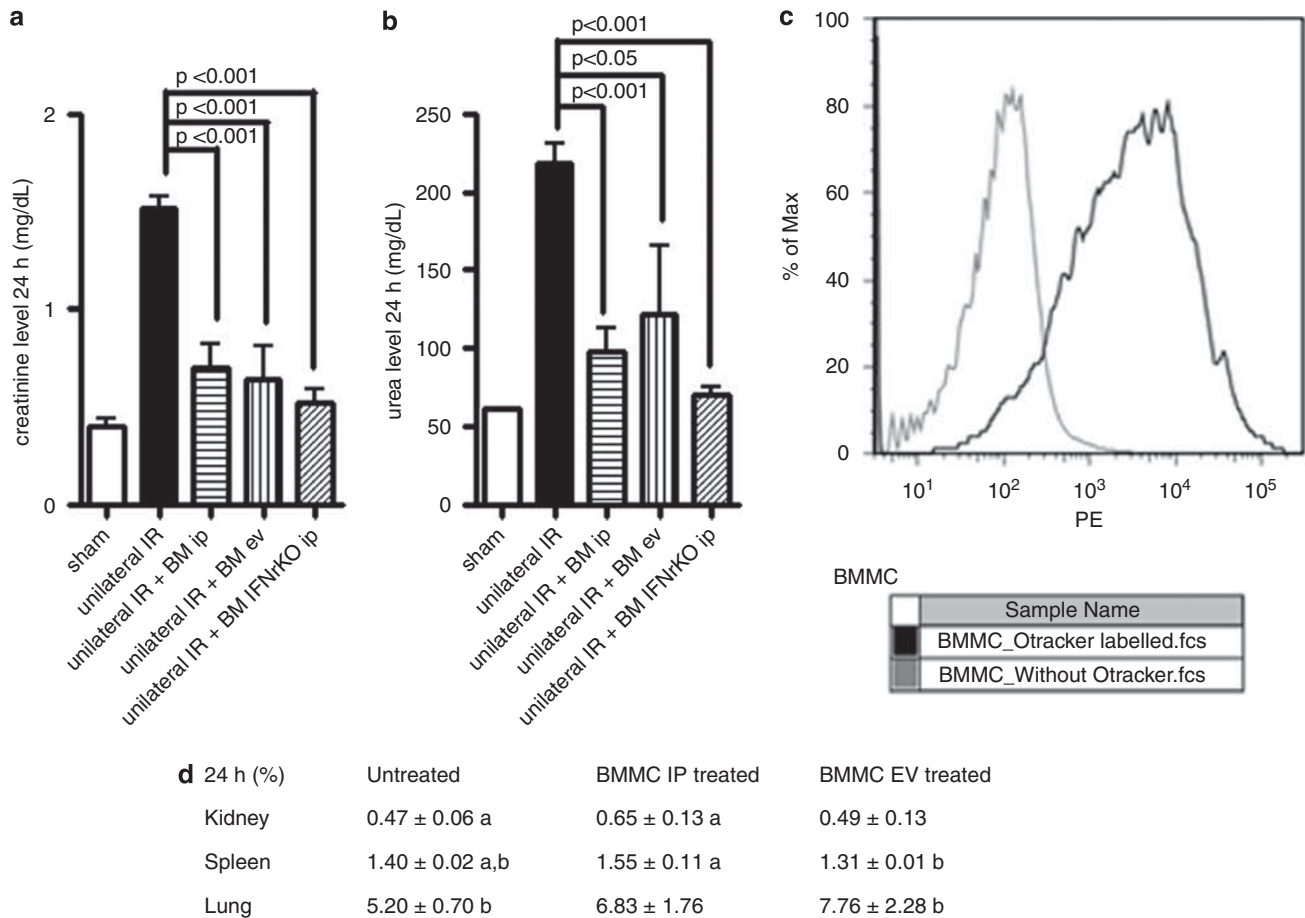 a
p <0.001
p <0.001
p <0.001
creatinine level 24 h (mg/dL)
2
1
0
sham
unilateral IR
unilateral IR + BM ip
unilateral IR + BM ev
unilateral IR + BM IFNrKO ip
b
p<0.001
p<0.05
p<0.001
urea level 24 h (mg/dL)
250
200
150
100
50
0
sham
unilateral IR
unilateral IR + BM ip
unilateral IR + BM ev
unilateral IR + BM IFNrKO ip
c
% of Max
100
80
60
40
20
0
10¹ 10² 10³ 10⁴ 10⁵
PE
BMMC
Sample Name
BMMC_Otracker labelled.fcs
BMMC_Without Otracker.fcs
d 24 h (%) Untreated BMMC IP treated BMMC EV treated
Kidney 0.47 ± 0.06 a 0.65 ± 0.13 a 0.49 ± 0.13
Spleen 1.40 ± 0.02 a,b 1.55 ± 0.11 a 1.31 ± 0.01 b
Lung 5.20 ± 0.70 b 6.83 ± 1.76 7.76 ± 2.28 b